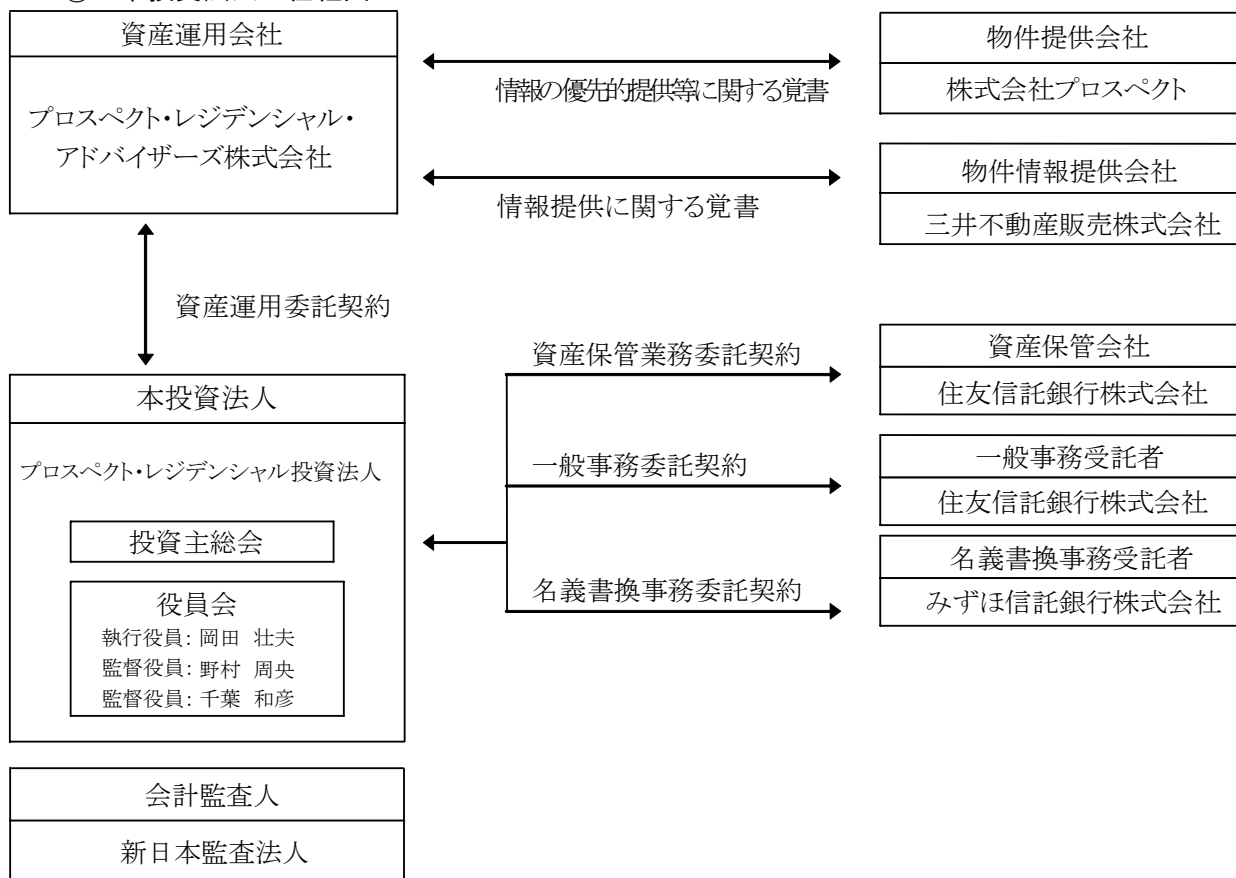 資産運用会社
プロスペクト・レジデンシャル・
アドバイザーズ株式会社
情報の優先的提供等に関する覚書
物件提供会社
株式会社プロスペクト
情報提供に関する覚書
物件情報提供会社
三井不動産販売株式会社
資産運用委託契約
本投資法人
プロスペクト・レジデンシャル投資法人
投資主総会
役員会
執行役員: 岡田 壮夫
監督役員: 野村 周央
監督役員: 千葉 和彦
資産保管業務委託契約
資産保管会社
住友信託銀行株式会社
一般事務委託契約
一般事務受託者
住友信託銀行株式会社
名義書換事務委託契約
名義書換事務受託者
みずほ信託銀行株式会社
会計監査人
新日本監査法人